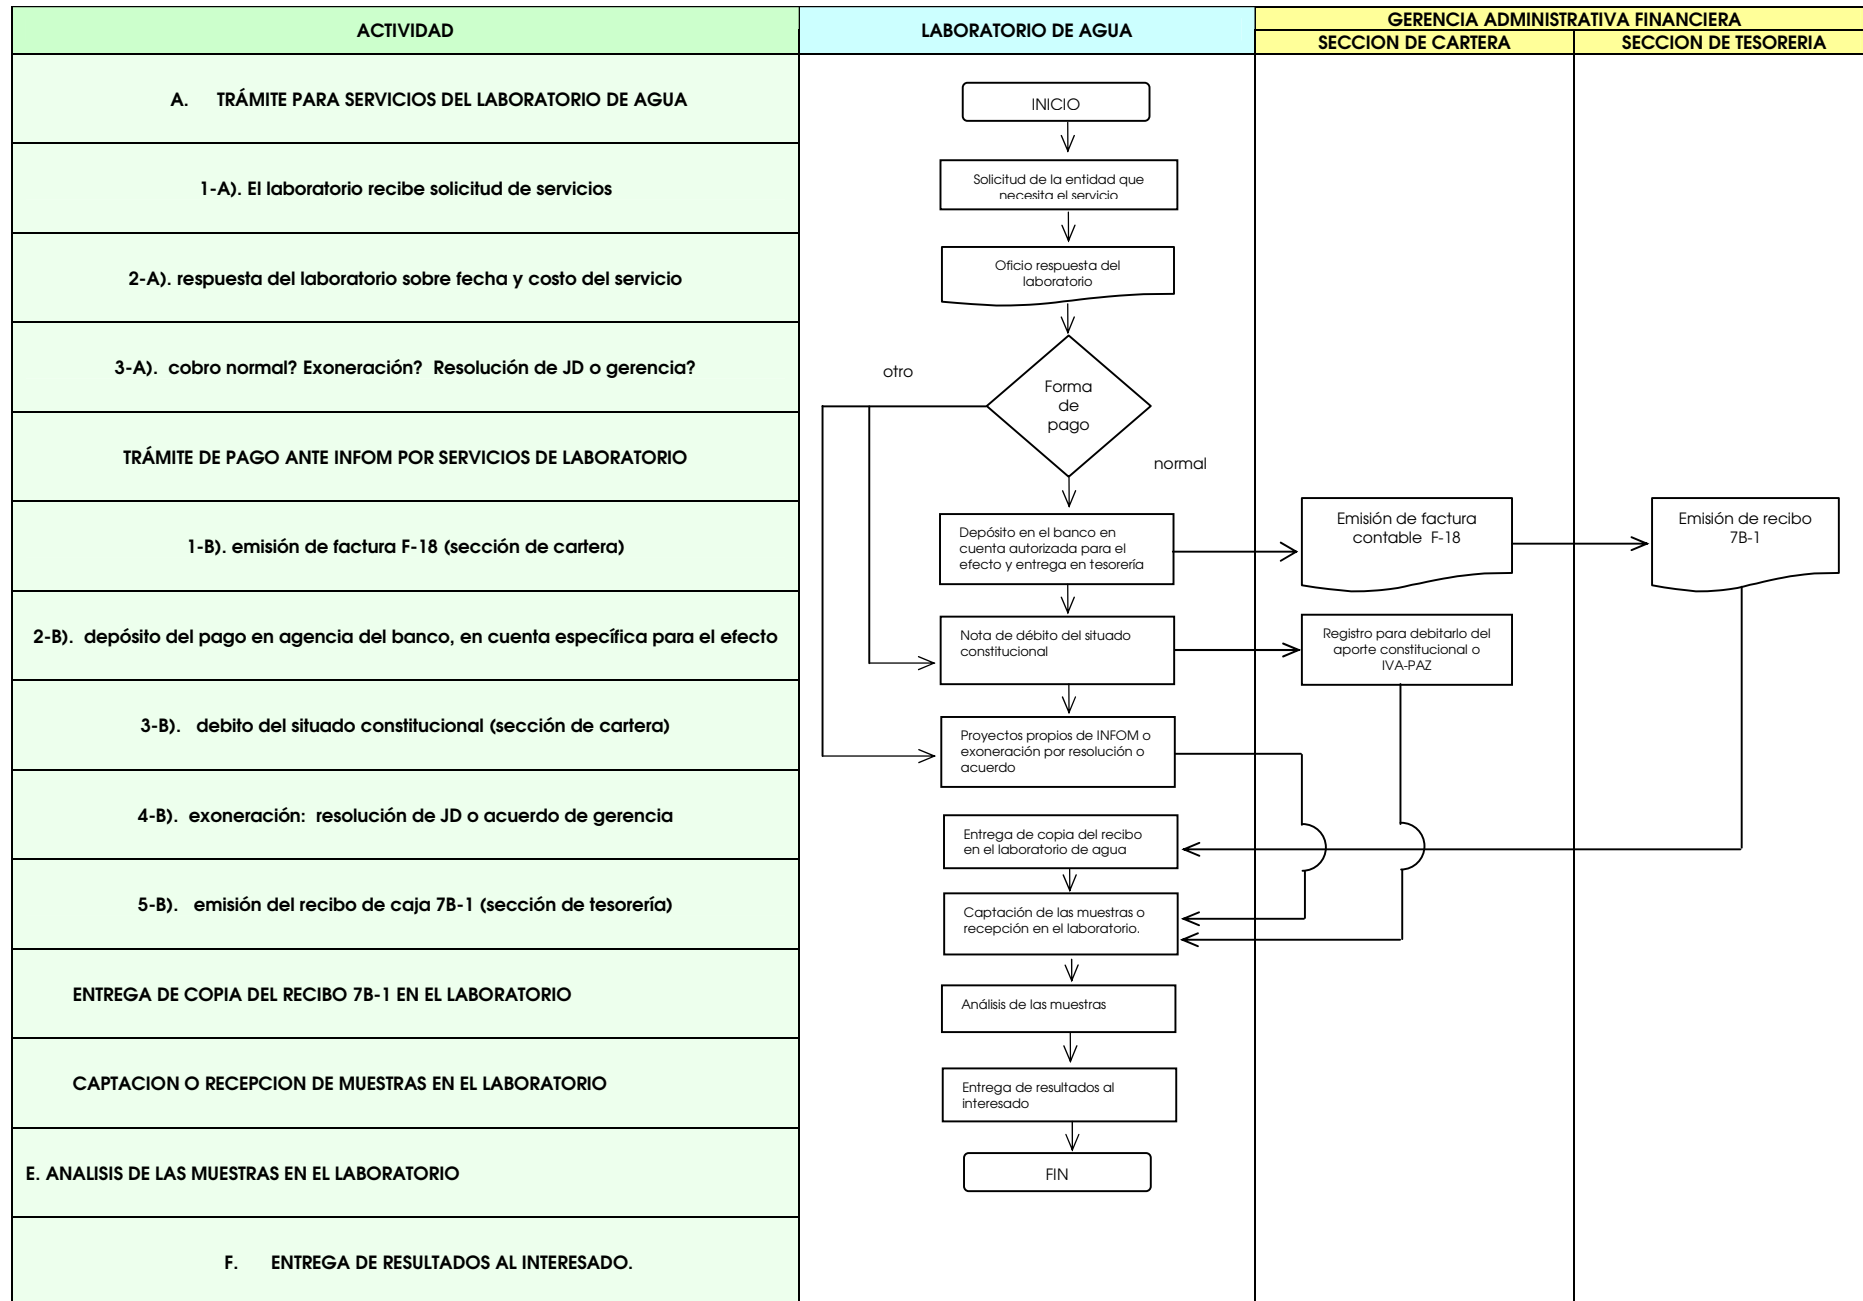 ACTIVIDAD
LABORATORIO DE AGUA
GERENCIA ADMINISTRATIVA FINANCIERA
SECCION DE CARTERA
SECCION DE TESORERIA
A. TRÁMITE PARA SERVICIOS DEL LABORATORIO DE AGUA
1-A). El laboratorio recibe solicitud de servicios
2-A). respuesta del laboratorio sobre fecha y costo del servicio
3-A). cobro normal? Exoneración? Resolución de JD o gerencia?
TRÁMITE DE PAGO ANTE INFOM POR SERVICIOS DE LABORATORIO
1-B). emisión de factura F-18 (sección de cartera)
2-B). depósito del pago en agencia del banco, en cuenta específica para el efecto
3-B). debito del situado constitucional (sección de cartera)
4-B). exoneración: resolución de JD o acuerdo de gerencia
5-B). emisión del recibo de caja 7B-1 (sección de tesorería)
ENTREGA DE COPIA DEL RECIBO 7B-1 EN EL LABORATORIO
CAPTACION O RECEPCION DE MUESTRAS EN EL LABORATORIO
E. ANALISIS DE LAS MUESTRAS EN EL LABORATORIO
F. ENTREGA DE RESULTADOS AL INTERESADO.
INICIO
Solicitud de la entidad que
necesita el servicio
Oficio respuesta del
laboratorio
otro
Forma
de
pago
normal
Depósito en el banco en
cuenta autorizada para el
efecto y entrega en tesorería
Emisión de factura
contable F-18
Emisión de recibo
7B-1
Nota de débito del situado
constitucional
Registro para debitarlo del
aporte constitucional o
IVA-PAZ
Proyectos propios de INFOM o
exoneración por resolución o
acuerdo
Entrega de copia del recibo
en el laboratorio de agua
Captación de las muestras o
recepción en el laboratorio.
Análisis de las muestras
Entrega de resultados al
interesado
FIN